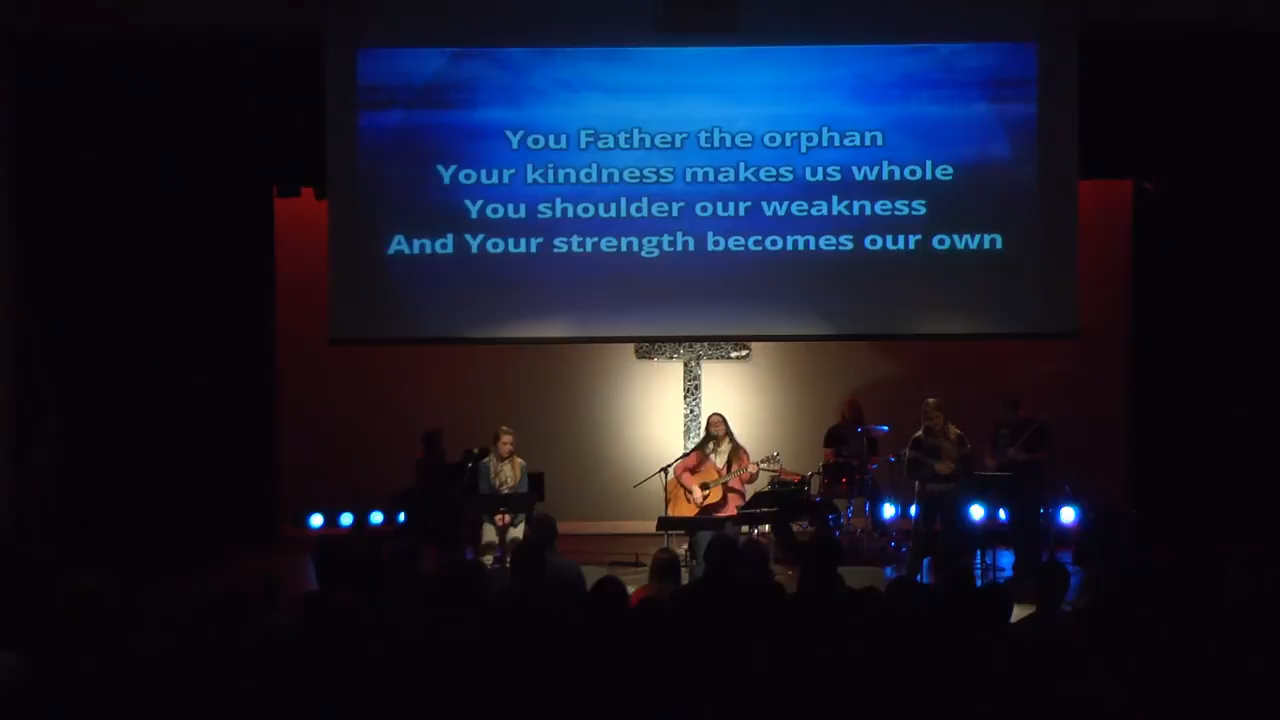 You Father the orphan
Your kindness makes us whole
You shoulder our weakness
And Your strength becomes our own